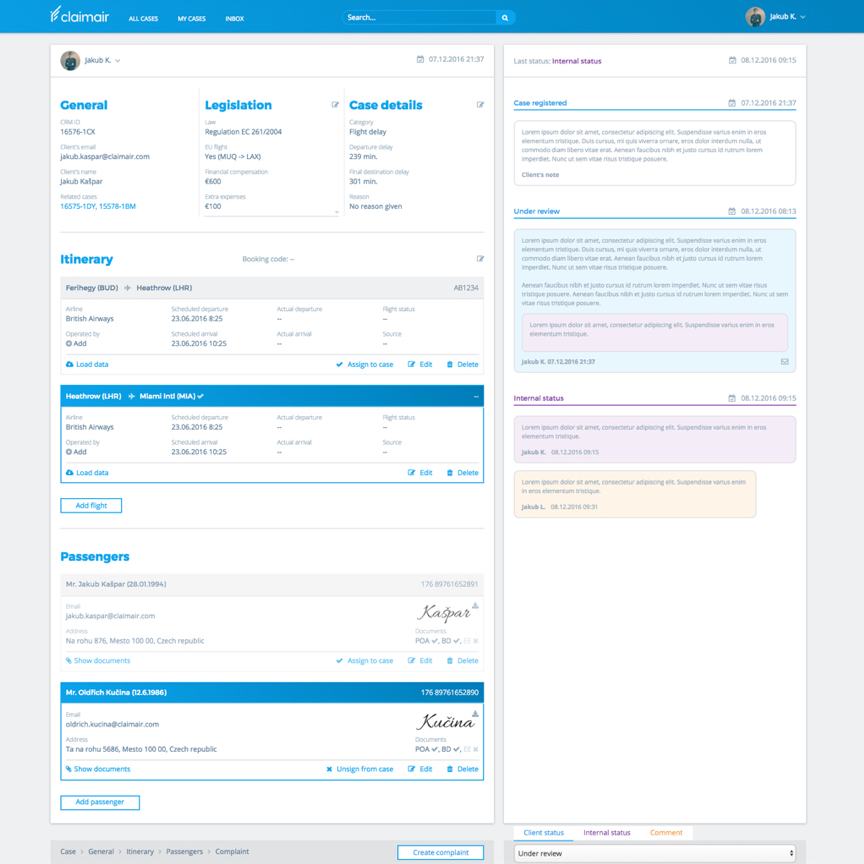 claimair ALL CASES MY CASES INBOX Search... Jakub K.
Jakub K. 07.12.2016 21:37
General
CRM ID
16576-1CX
Client's email
jakub.kaspar@claimair.com
Client's name
Jakub Kašpar
Related cases
16575-1DY, 15578-1BM
Legislation
Law
Regulation EC 261/2004
EU flight
Yes (MUQ -> LAX)
Financial compensation
€600
Extra expenses
€100
Case details
Category
Flight delay
Departure delay
239 min.
Final destination delay
301 min.
Reason
No reason given
Itinerary Booking code: --
Ferihegy (BUD) Heathrow (LHR) AB1234
Airline Scheduled departure Actual departure Flight status
British Airways 23.06.2016 8:25 -- --
Operated by Scheduled arrival Actual arrival Source
Add 23.06.2016 10:25 -- --
Load data Assign to case Edit Delete
Heathrow (LHR) Miami Intl (MIA) --
Airline Scheduled departure Actual departure Flight status
British Airways 23.06.2016 8:25 -- --
Operated by Scheduled arrival Actual arrival Source
Add 23.06.2016 10:25 -- --
Load data Edit Delete
Add flight
Passengers
Mr. Jakub Kašpar (28.01.1994) 176 89761652891
Email
jakub.kaspar@claimair.com
Kašpar
Address Documents
Na rohu 876, Mesto 100 00, Czech republic POA, BD,
Show documents Assign to case Edit Delete
Mr. Oldřich Kučina (12.6.1986) 176 89761652890
Email
oldrich.kucina@claimair.com
Kučina
Address Documents
Ta na rohu 5686, Mesto 100 00, Czech republic POA, BD,
Show documents Unsign from case Edit Delete
Add passenger
Case > General > Itinerary > Passengers > Complaint Create complaint
Last status: Internal status 08.12.2016 09:15
Case registered 07.12.2016 21:37
Lorem ipsum dolor sit amet, consectetur adipiscing elit. Suspendisse varius enim in eros
elementum tristique. Duis cursus, mi quis viverra ornare, eros dolor interdum nulla, ut
commodo diam libero vitae erat. Aenean faucibus nibh et justo cursus id rutrum lorem
imperdiet. Nunc ut sem vitae risus tristique posuere.
Client's note
Under review 08.12.2016 08:13
Lorem ipsum dolor sit amet, consectetur adipiscing elit. Suspendisse varius enim in eros
elementum tristique. Duis cursus, mi quis viverra ornare, eros dolor interdum nulla, ut
commodo diam libero vitae erat. Aenean faucibus nibh et justo cursus id rutrum lorem
imperdiet. Nunc ut sem vitae risus tristique posuere.
Aenean faucibus nibh et justo cursus id rutrum lorem imperdiet. Nunc ut sem vitae risus
tristique posuere. Aenean faucibus nibh et justo cursus id rutrum lorem imperdiet. Nunc ut sem
vitae risus tristique posuere.
Lorem ipsum dolor sit amet, consectetur adipiscing elit. Suspendisse varius enim in eros
elementum tristique.
Jakub K. 07.12.2016 21:37
Internal status 08.12.2016 09:15
Lorem ipsum dolor sit amet, consectetur adipiscing elit. Suspendisse varius enim in eros
elementum tristique.
Jakub K. 08.12.2016 09:15
Lorem ipsum dolor sit amet, consectetur adipiscing elit. Suspendisse varius enim
in eros elementum tristique.
Jakub L. 08.12.2016 09:31
Client status Internal status Comment
Under review